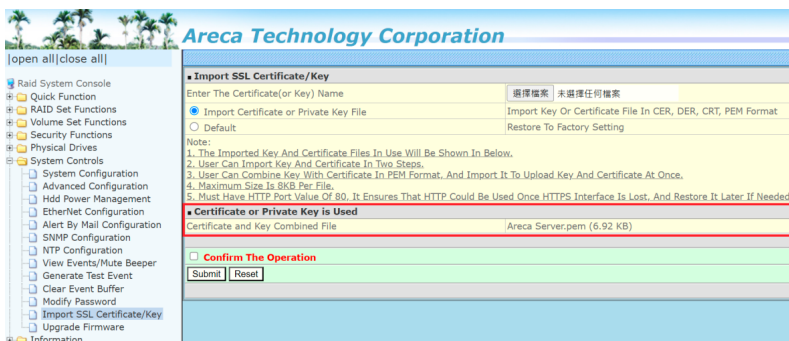 Areca Technology Corporation
|open all|close all|
Raid System Console
Quick Function
RAID Set Functions
Volume Set Functions
Security Functions
Physical Drives
System Controls
System Configuration
Advanced Configuration
Hdd Power Management
EtherNet Configuration
Alert By Mail Configuration
SNMP Configuration
NTP Configuration
View Events/Mute Beeper
Generate Test Event
Clear Event Buffer
Modify Password
Import SSL Certificate/Key
Upgrade Firmware
Information
Import SSL Certificate/Key
Enter The Certificate(or Key) Name 選擇檔案 未選擇任何檔案
Import Certificate or Private Key File Import Key Or Certificate File In CER, DER, CRT, PEM Format
Default Restore To Factory Setting
Note:
1. The Imported Key And Certificate Files In Use Will Be Shown In Below.
2. User Can Import Key And Certificate In Two Steps.
3. User Can Combine Key With Certificate In PEM Format, And Import It To Upload Key And Certificate At Once.
4. Maximum Size Is 8KB Per File.
5. Must Have HTTP Port Value Of 80, It Ensures That HTTP Could Be Used Once HTTPS Interface Is Lost, And Restore It Later If Needed
Certificate or Private Key is Used
Certificate and Key Combined File Areca Server.pem (6.92 KB)
Confirm The Operation
Submit Reset